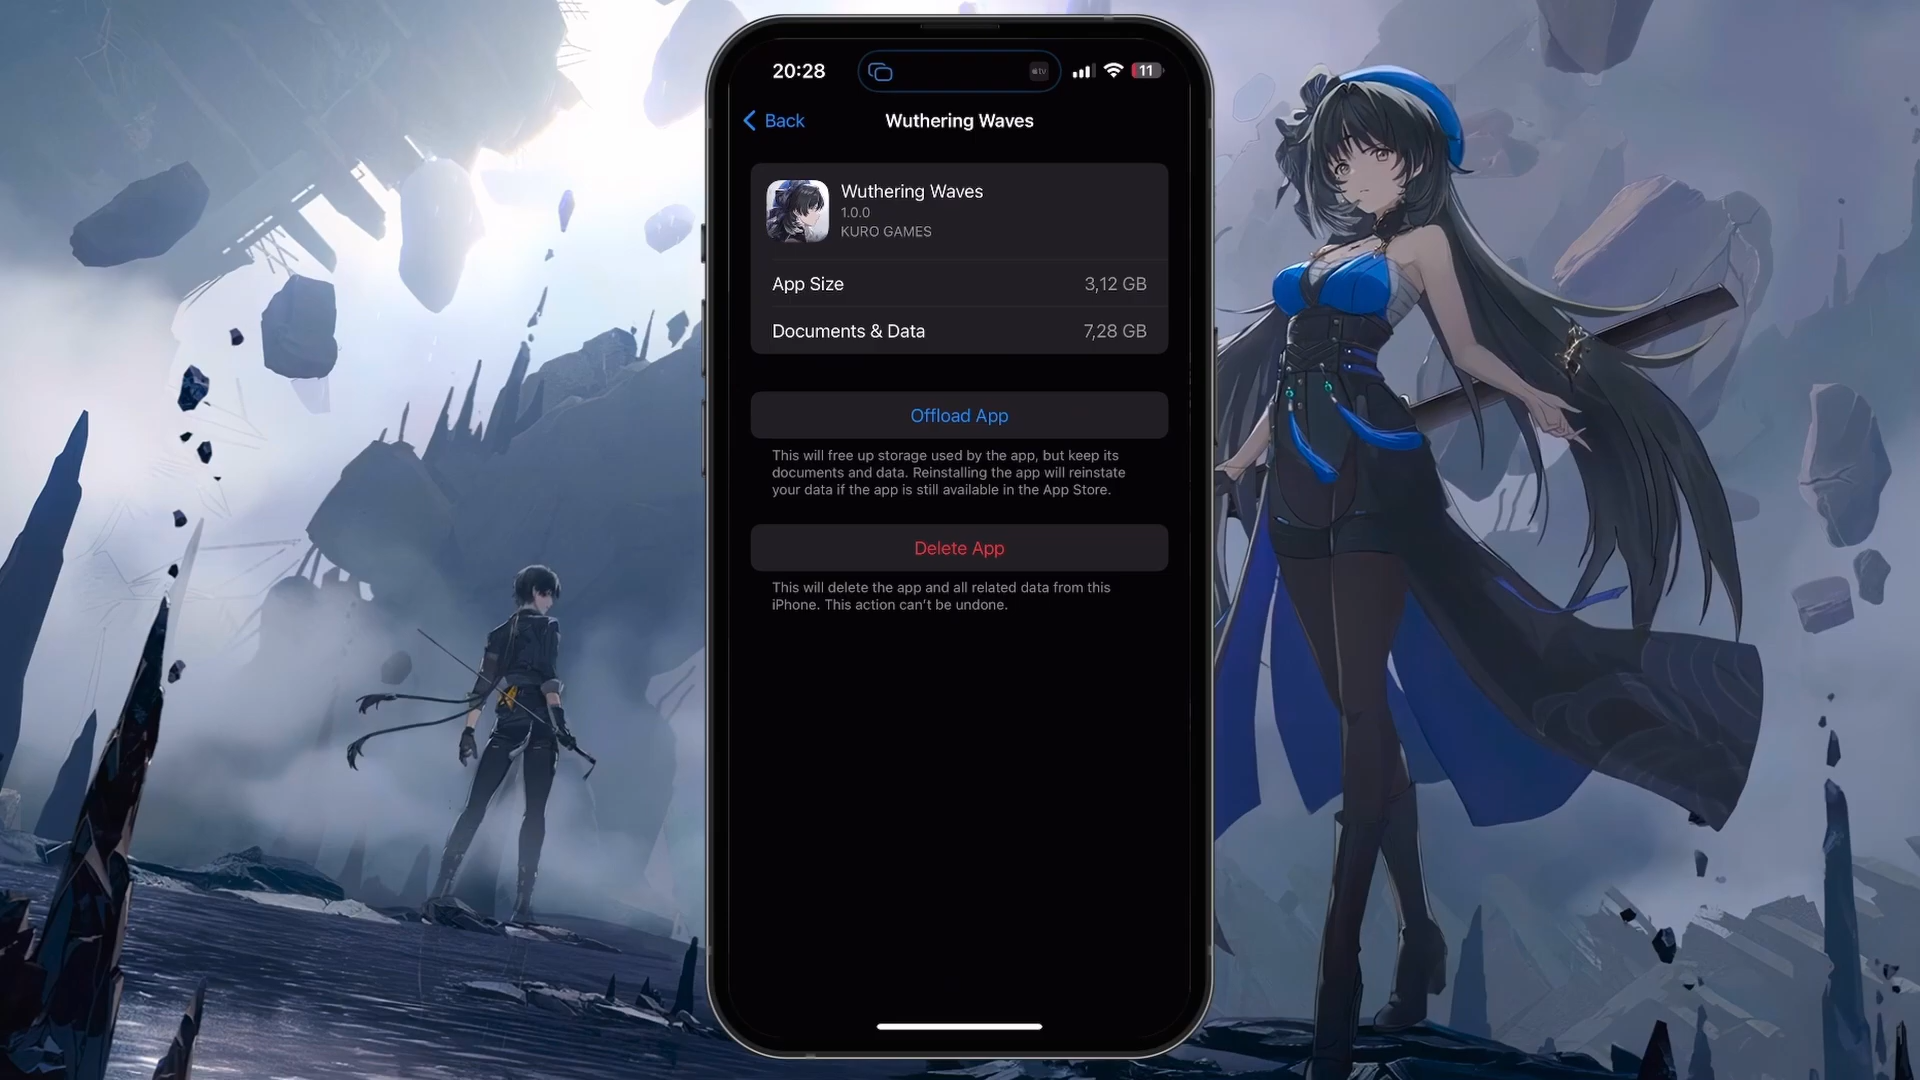 20:28
tv
11
Back
Wuthering Waves
Wuthering Waves
1.0.0
KURO GAMES
App Size
3,12 GB
Documents & Data
7,28 GB
Offload App
This will free up storage used by the app, but keep its
documents and data. Reinstalling the app will reinstate
your data if the app is still available in the App Store.
Delete App
This will delete the app and all related data from this
iPhone. This action can't be undone.